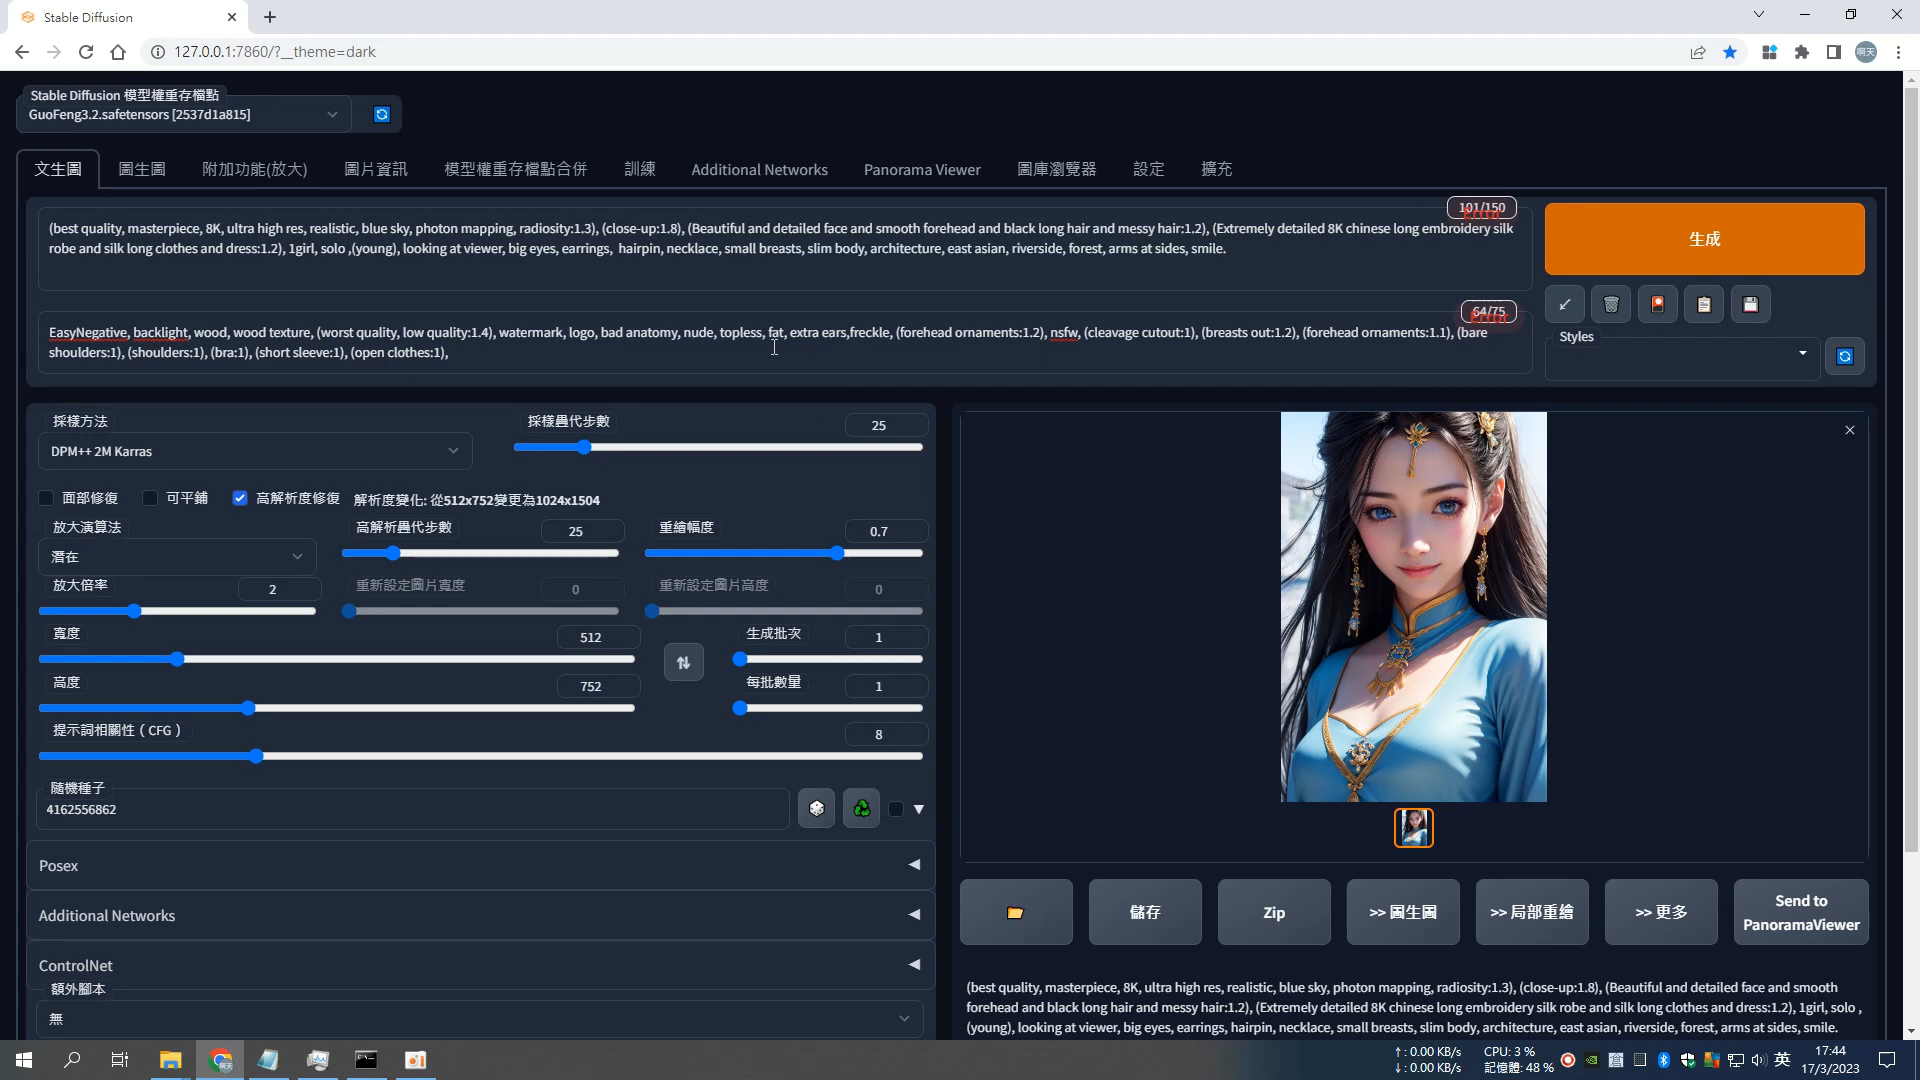 Stable Diffusion
127.0.0.1:7860/?__theme=dark
啊天
Stable Diffusion 模型權重存檔點
GuoFeng3.2.safetensors [2537d1a815]
文生圖
圖生圖
附加功能(放大)
圖片資訊
模型權重存檔點合併
訓練
Additional Networks
Panorama Viewer
圖庫瀏覽器
設定
擴充
101/150
Error
(best quality, masterpiece, 8K, ultra high res, realistic, blue sky, photon mapping, radiosity:1.3), (close-up:1.8), (Beautiful and detailed face and smooth forehead and black long hair and messy hair:1.2), (Extremely detailed 8K chinese long embroidery silk
robe and silk long clothes and dress:1.2), 1girl, solo ,(young), looking at viewer, big eyes, earrings,  hairpin, necklace, small breasts, slim body, architecture, east asian, riverside, forest, arms at sides, smile.
生成
64/75
Error
EasyNegative, backlight, wood, wood texture, (worst quality, low quality:1.4), watermark, logo, bad anatomy, nude, topless, fat, extra ears,freckle, (forehead ornaments:1.2), nsfw, (cleavage cutout:1), (breasts out:1.2), (forehead ornaments:1.1), (bare
shoulders:1), (shoulders:1), (bra:1), (short sleeve:1), (open clothes:1),
Styles
採樣方法
DPM++ 2M Karras
採樣疊代步數
25
面部修復
可平鋪
高解析度修復
解析度變化: 從512x752變更為1024x1504
放大演算法
潛在
高解析疊代步數
25
重繪幅度
0.7
放大倍率
2
重新設定圖片寬度
0
重新設定圖片高度
0
寬度
512
生成批次
1
高度
752
每批數量
1
提示詞相關性 ( CFG )
8
隨機種子
4162556862
Posex
Additional Networks
ControlNet
額外腳本
無
儲存
Zip
>> 圖生圖
>> 局部重繪
>> 更多
Send to
PanoramaViewer
(best quality, masterpiece, 8K, ultra high res, realistic, blue sky, photon mapping, radiosity:1.3), (close-up:1.8), (Beautiful and detailed face and smooth
forehead and black long hair and messy hair:1.2), (Extremely detailed 8K chinese long embroidery silk robe and silk long clothes and dress:1.2), 1girl, solo ,
(young), looking at viewer, big eyes, earrings, hairpin, necklace, small breasts, slim body, architecture, east asian, riverside, forest, arms at sides, smile.
↑ : 0.00 KB/s
↓ : 0.00 KB/s
CPU: 3 %
記憶體: 48 %
英
17:44
17/3/2023